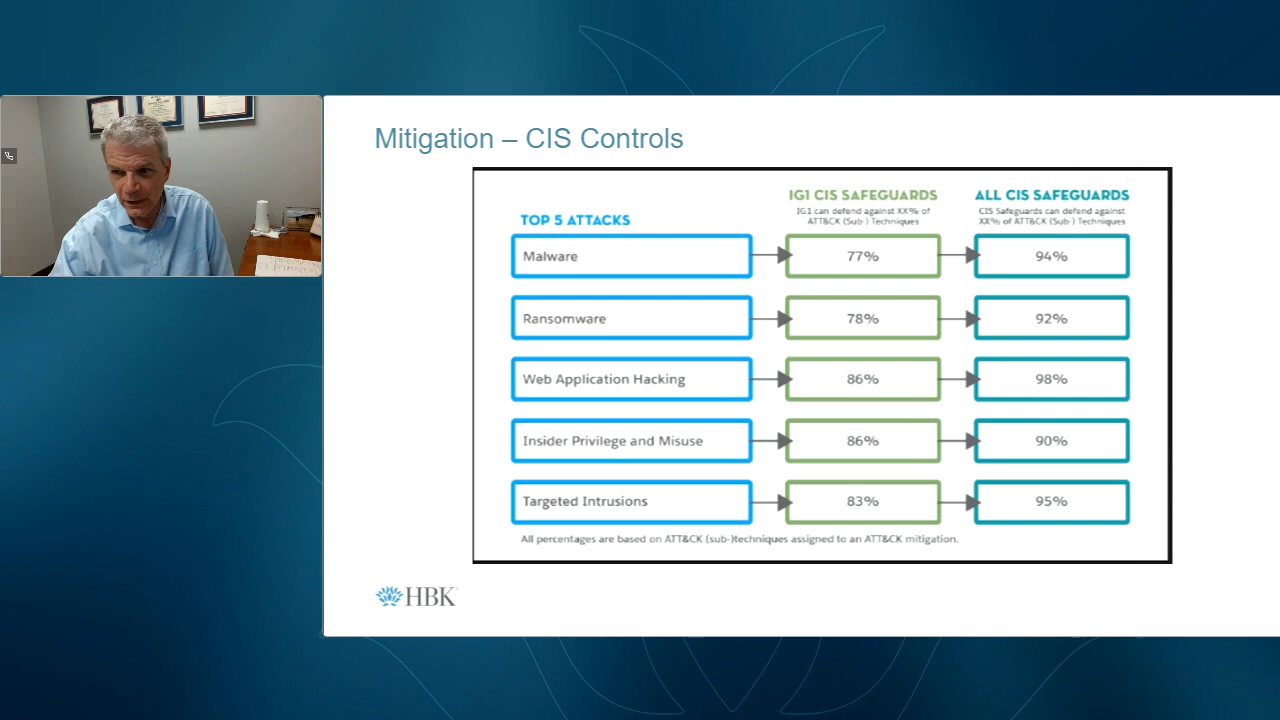 Mitigation – CIS Controls
TOP 5 ATTACKS
IG1 CIS SAFEGUARDS
IG1 can defend against XX% of
ATT&CK (Sub-) Techniques
ALL CIS SAFEGUARDS
CIS Safeguards can defend against
XX% of ATT&CK (Sub-) Techniques
Malware 77% 94%
Ransomware 78% 92%
Web Application Hacking 86% 98%
Insider Privilege and Misuse 86% 90%
Targeted Intrusions 83% 95%
All percentages are based on ATT&CK (sub-)techniques assigned to an ATT&CK mitigation.
HBK